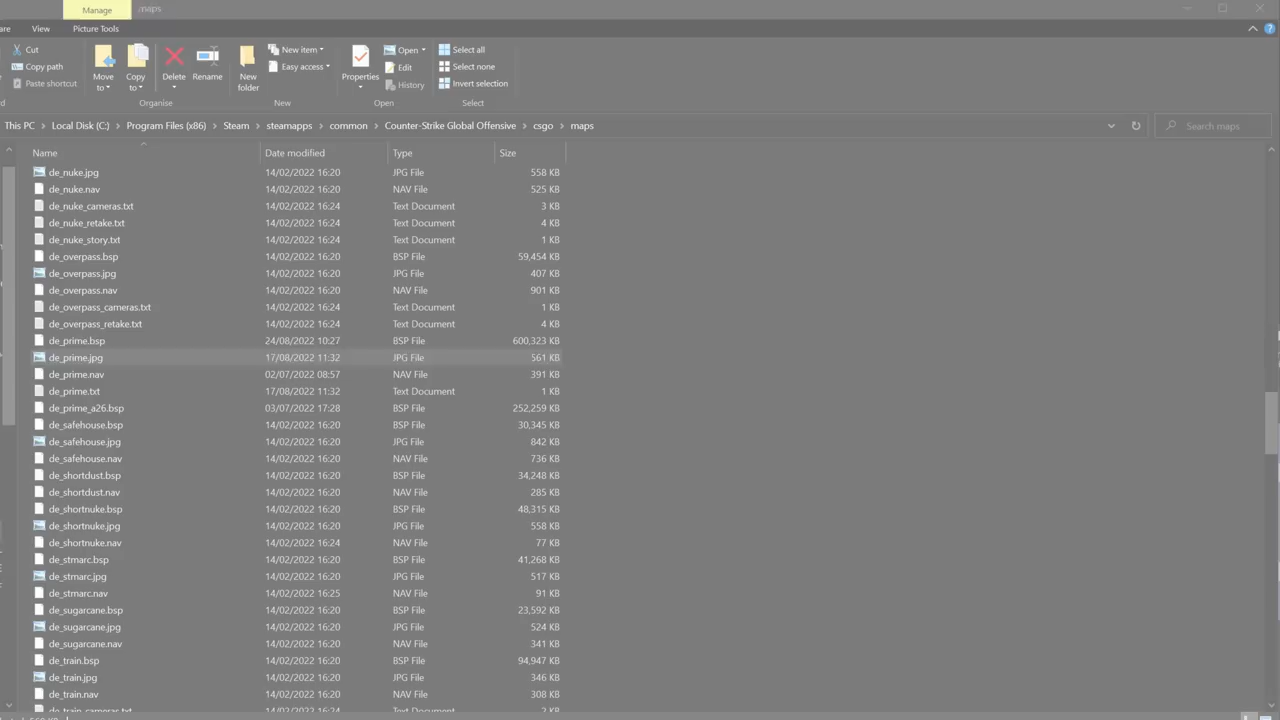 Manage maps
are View Picture Tools
Cut
Copy path
Paste shortcut
Move to
Copy to
Delete
Rename
New folder
New item
Easy access
Properties
Open
Edit
History
Select all
Select none
Invert selection
Organise New Open Select
This PC Local Disk (C:) Program Files (x86) Steam steamapps common Counter-Strike Global Offensive csgo maps Search maps
Name Date modified Type Size
de_nuke.jpg 14/02/2022 16:20 JPG File 558 KB
de_nuke.nav 14/02/2022 16:20 NAV File 525 KB
de_nuke_cameras.txt 14/02/2022 16:24 Text Document 3 KB
de_nuke_retake.txt 14/02/2022 16:24 Text Document 4 KB
de_nuke_story.txt 14/02/2022 16:24 Text Document 1 KB
de_overpass.bsp 14/02/2022 16:20 BSP File 59,454 KB
de_overpass.jpg 14/02/2022 16:20 JPG File 407 KB
de_overpass.nav 14/02/2022 16:20 NAV File 901 KB
de_overpass_cameras.txt 14/02/2022 16:24 Text Document 1 KB
de_overpass_retake.txt 14/02/2022 16:24 Text Document 4 KB
de_prime.bsp 24/08/2022 10:27 BSP File 600,323 KB
de_prime.jpg 17/08/2022 11:32 JPG File 561 KB
de_prime.nav 02/07/2022 08:57 NAV File 391 KB
de_prime.txt 17/08/2022 11:32 Text Document 1 KB
de_prime_a26.bsp 03/07/2022 17:28 BSP File 252,259 KB
de_safehouse.bsp 14/02/2022 16:20 BSP File 30,345 KB
de_safehouse.jpg 14/02/2022 16:20 JPG File 842 KB
de_safehouse.nav 14/02/2022 16:20 NAV File 736 KB
de_shortdust.bsp 14/02/2022 16:20 BSP File 34,248 KB
de_shortdust.nav 14/02/2022 16:20 NAV File 285 KB
de_shortnuke.bsp 14/02/2022 16:20 BSP File 48,315 KB
de_shortnuke.jpg 14/02/2022 16:20 JPG File 558 KB
de_shortnuke.nav 14/02/2022 16:24 NAV File 77 KB
de_stmarc.bsp 14/02/2022 16:20 BSP File 41,268 KB
de_stmarc.jpg 14/02/2022 16:20 JPG File 517 KB
de_stmarc.nav 14/02/2022 16:25 NAV File 91 KB
de_sugarcane.bsp 14/02/2022 16:20 BSP File 23,592 KB
de_sugarcane.jpg 14/02/2022 16:20 JPG File 524 KB
de_sugarcane.nav 14/02/2022 16:20 NAV File 341 KB
de_train.bsp 14/02/2022 16:20 BSP File 94,947 KB
de_train.jpg 14/02/2022 16:20 JPG File 346 KB
de_train.nav 14/02/2022 16:20 NAV File 308 KB
de_train_cameras.txt 14/02/2022 16:24 Text Document 2 KB